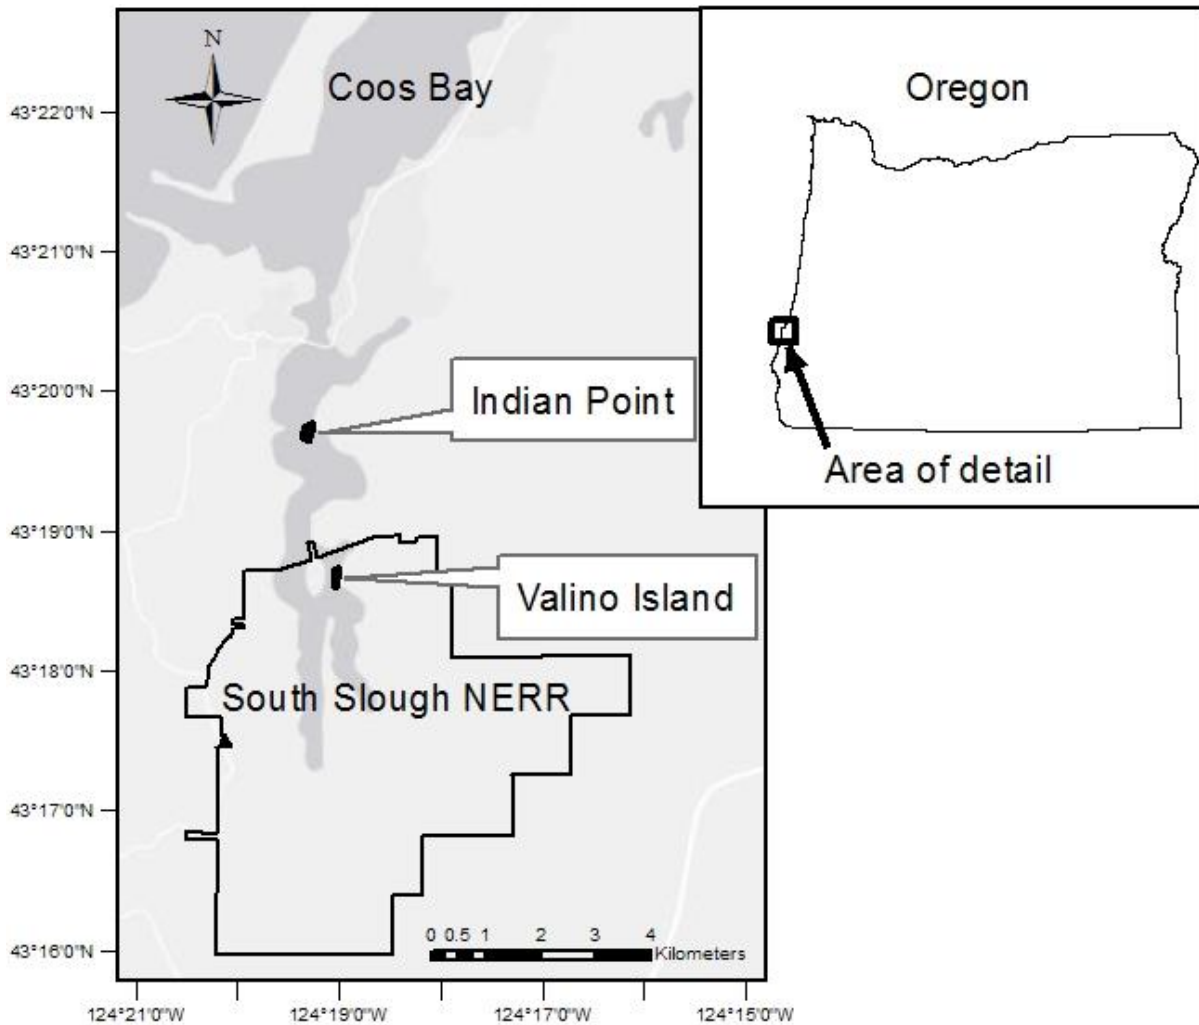 N
Coos Bay
Oregon
43°22'0"N
43°21'0"N
43°20'0"N
Indian Point
Area of detail
43°19'0"N
Valino Island
43°18'0"N
South Slough NERR
43°17'0"N
43°16'0"N
0 0.5 1 2 3 4
Kilometers
124°21'0"W 124°19'0"W 124°17'0"W 124°15'0"W